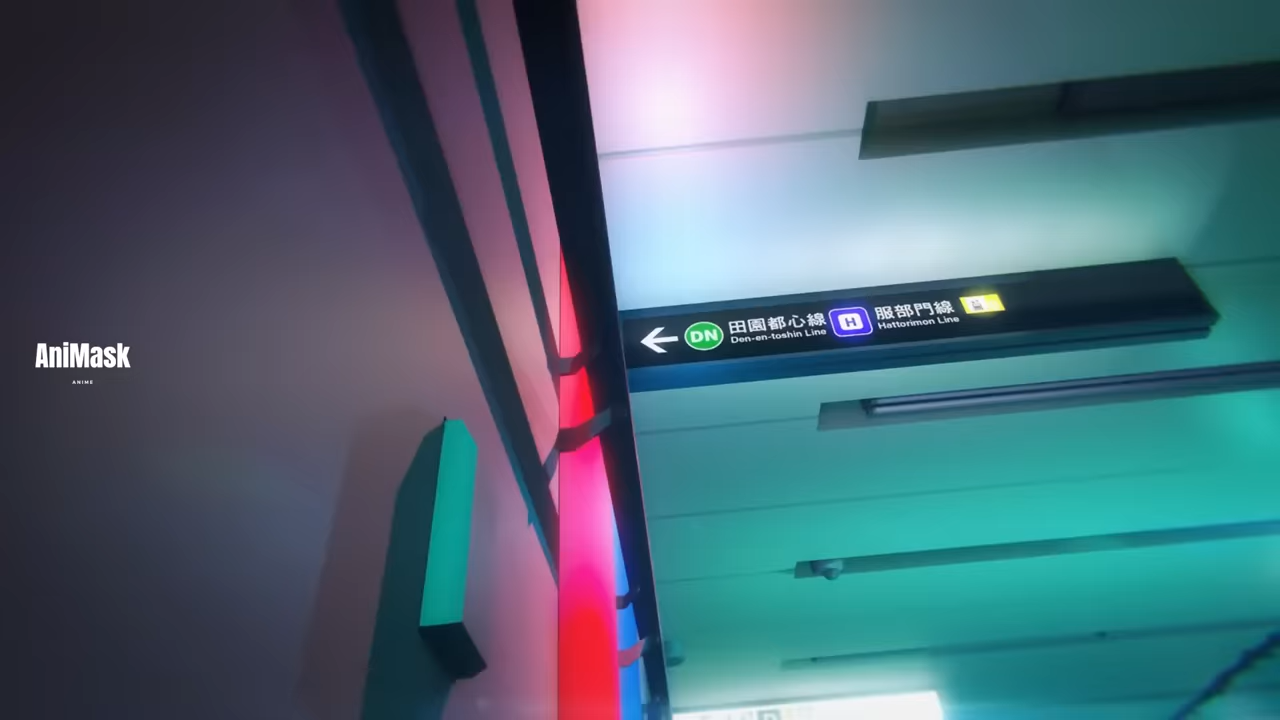 AniMask
ANIME
DN
田園都心線
Den-en-toshin Line
H
服部門線
Hattorimon Line